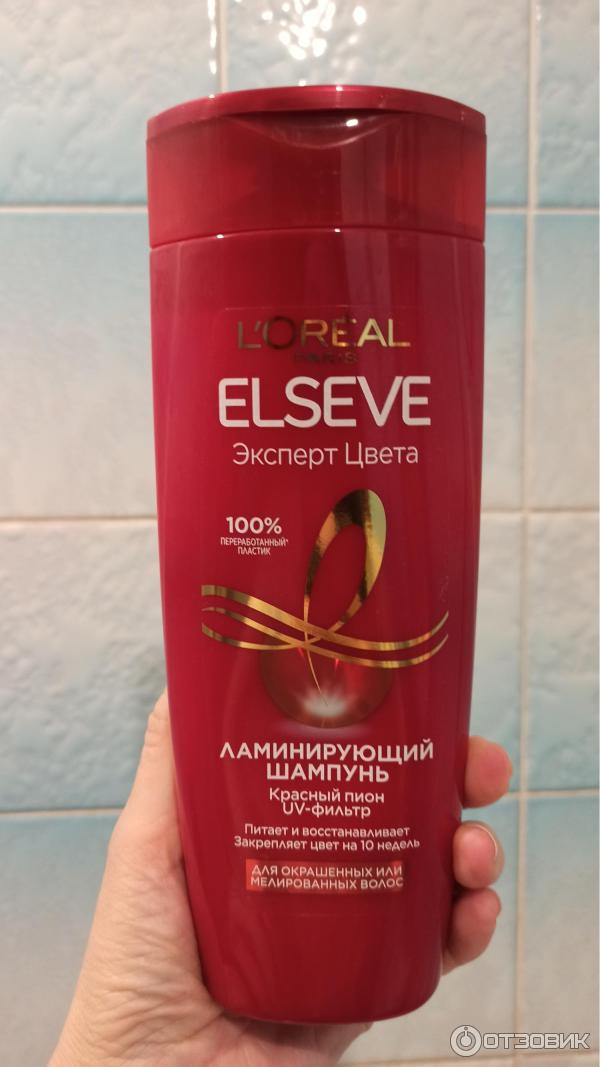 L'ORÉAL
PARIS
ELSEVE
Эксперт Цвета
100%
ПЕРЕРАБОТАННЫЙ*
ПЛАСТИК
ЛАМИНИРУЮЩИЙ
ШАМПУНЬ
Красный пион
UV-фильтр
Питает и восстанавливает
Закрепляет цвет на 10 недель
ДЛЯ ОКРАШЕННЫХ ИЛИ
МЕЛИРОВАННЫХ ВОЛОС
ОТЗОВИК